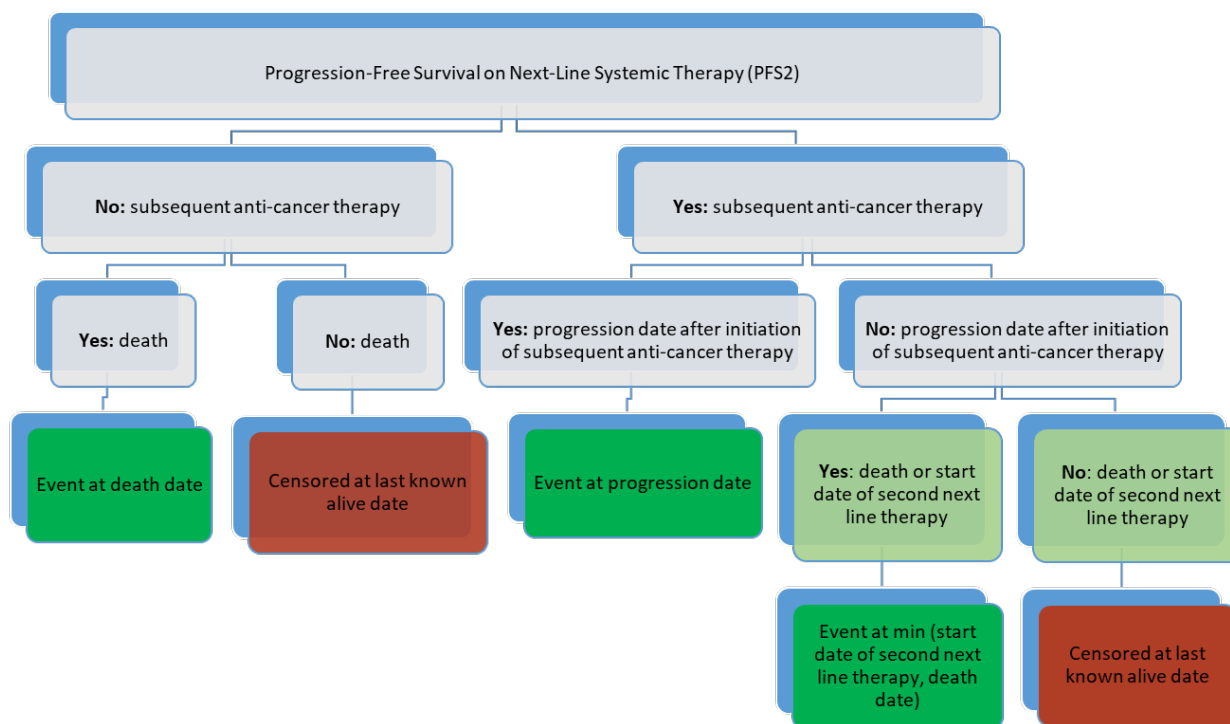 Progression-Free Survival on Next-Line Systemic Therapy (PFS2)
No: subsequent anti-cancer therapy
Yes: subsequent anti-cancer therapy
Yes: death
No: death
Yes: progression date after initiation
of subsequent anti-cancer therapy
No: progression date after initiation
of subsequent anti-cancer therapy
Event at death date
Censored at last known
alive date
Event at progression date
Yes: death or start
date of second next
line therapy
No: death or start
date of second next
line therapy
Event at min (start
date of second next
line therapy, death
date)
Censored at last
known alive date